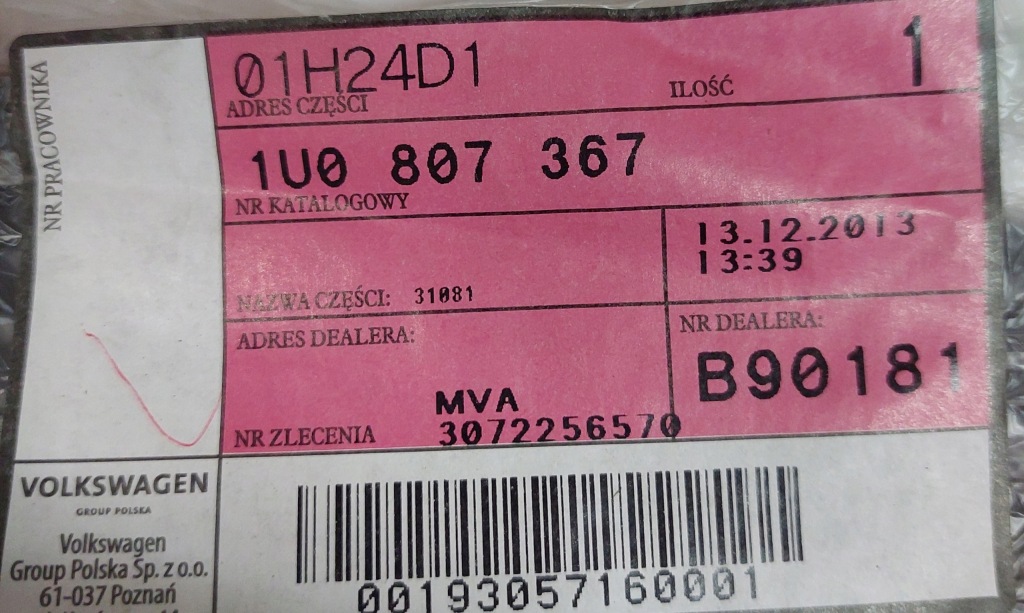 NR PRACOWNIKA
01H24D1
ADRES CZĘŚCI
ILOŚĆ
1
1U0 807 367
NR KATALOGOWY
13.12.2013
13:39
NAZWA CZĘŚCI: 31081
ADRES DEALERA:
NR DEALERA:
B90181
MVA
NR ZLECENIA 3072256570
VOLKSWAGEN
GROUP POLSKA
Volkswagen
Group Polska Sp. z o.o.
61-037 Poznań
00193057160001